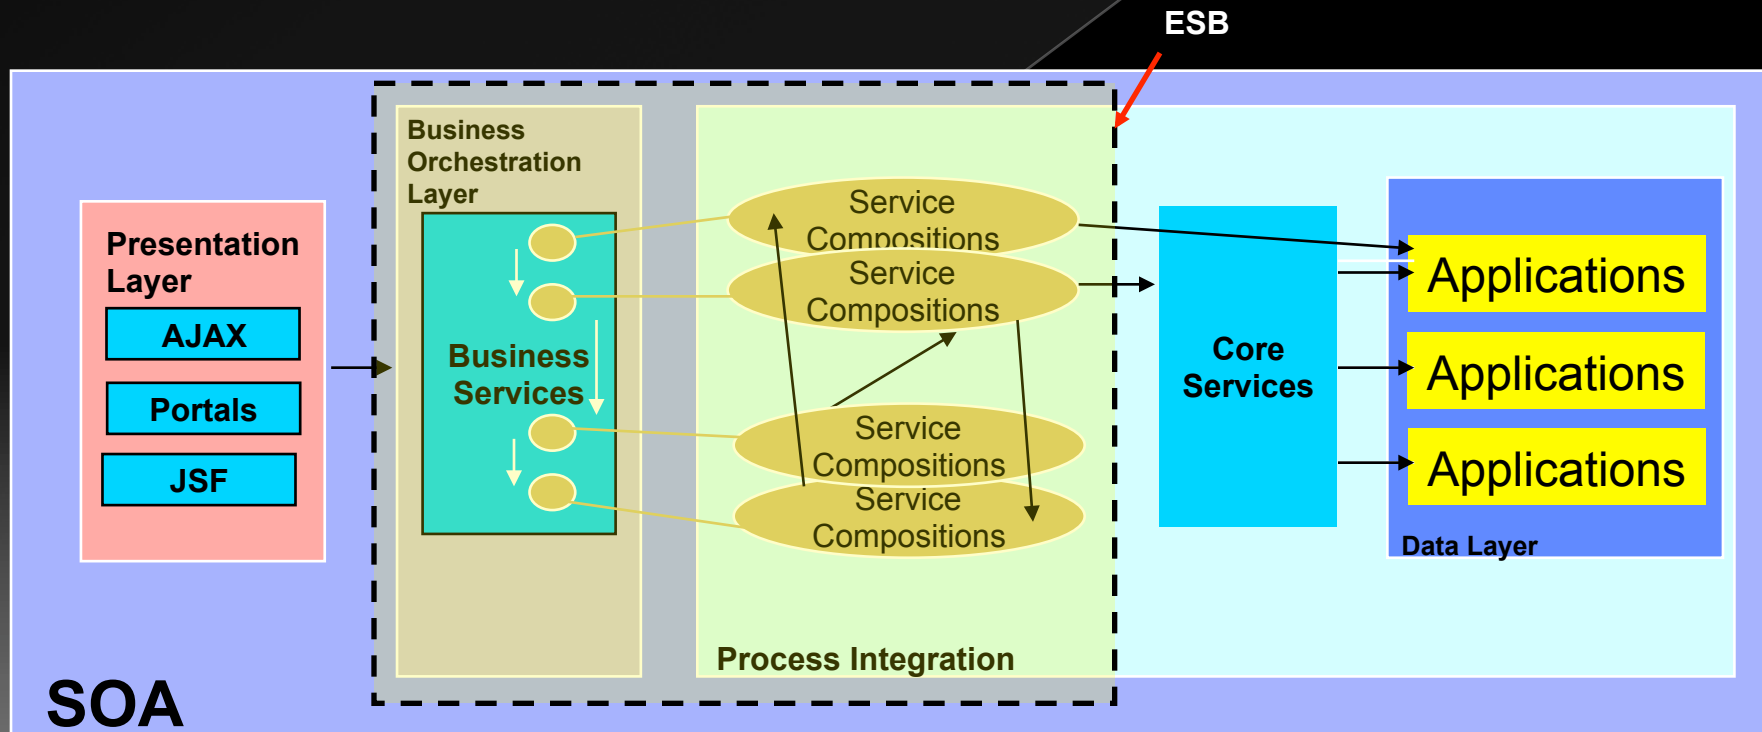 ESB
Business
Orchestration
Layer
Presentation
Layer
AJAX
Portals
JSF
Business
Services
Service
Compositions
Service
Compositions
Service
Compositions
Service
Compositions
Process Integration
Core
Services
Applications
Applications
Applications
Data Layer
SOA